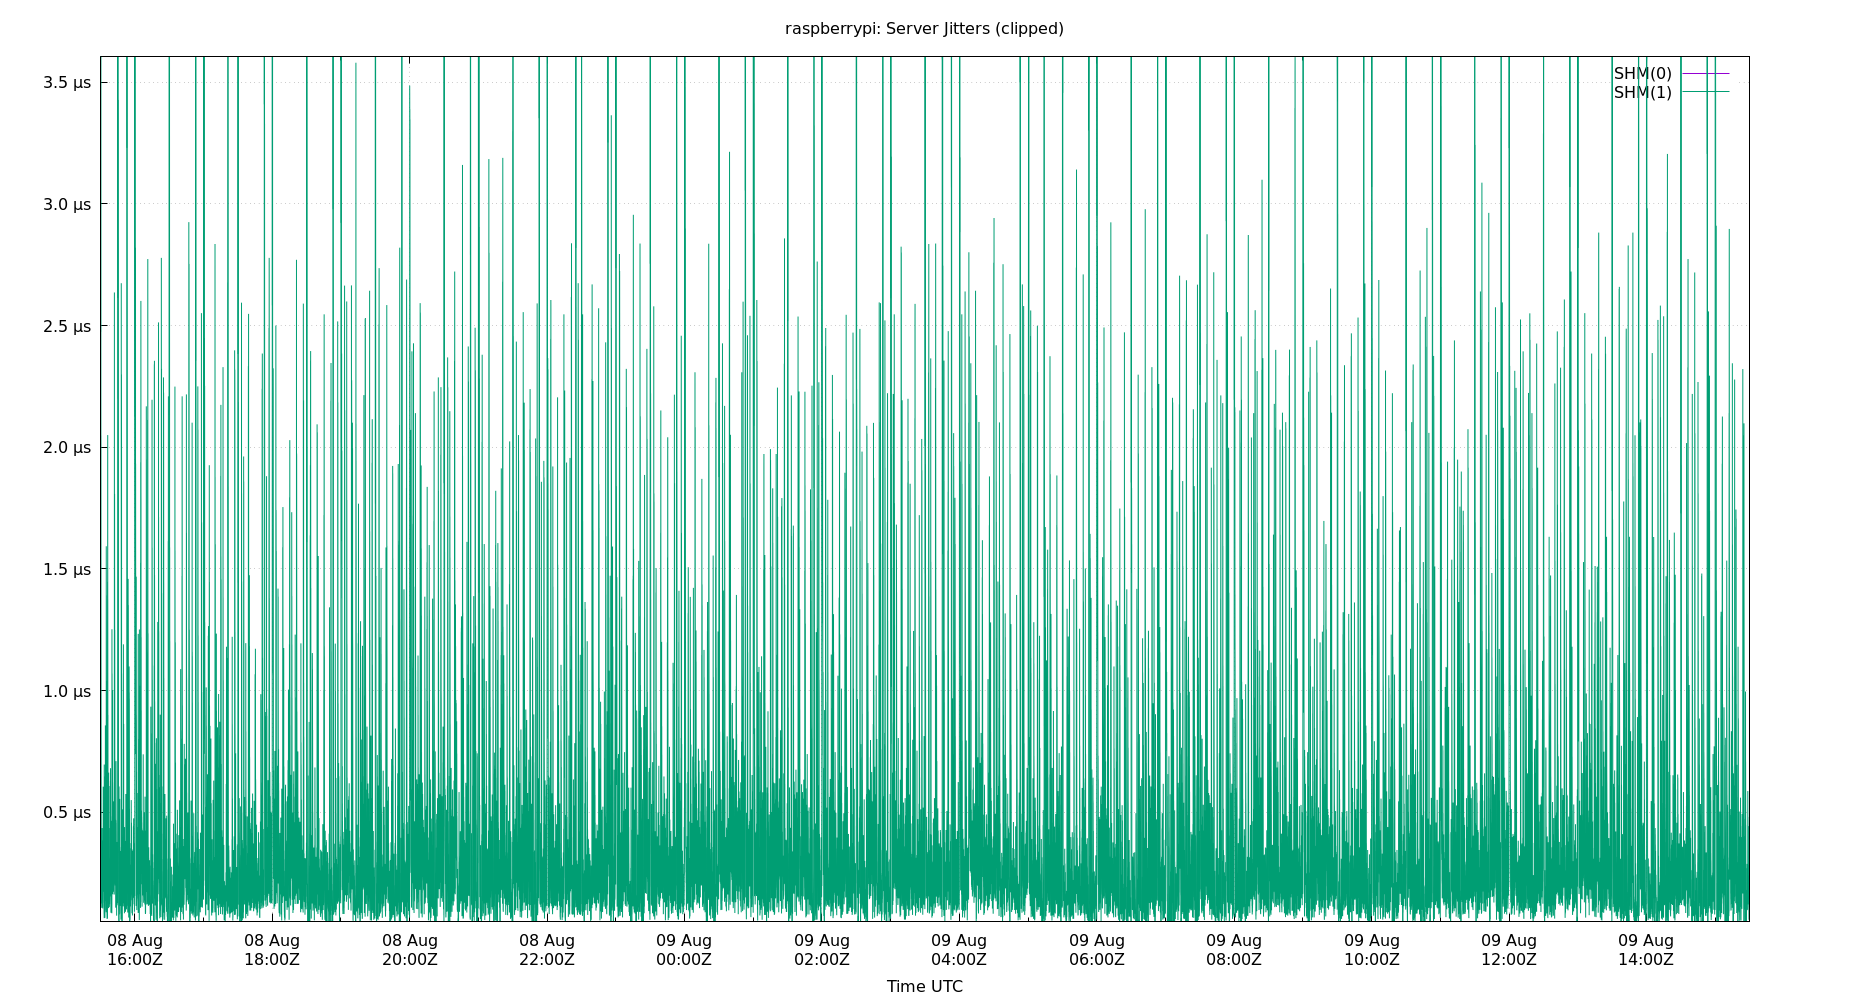 raspberrypi: Server Jitters (clipped)
3.5 µs
3.0 µs
2.5 µs
2.0 µs
1.5 µs
1.0 µs
0.5 µs
SHM(0)
SHM(1)
08 Aug
16:00Z
08 Aug
18:00Z
08 Aug
20:00Z
08 Aug
22:00Z
09 Aug
00:00Z
09 Aug
02:00Z
09 Aug
04:00Z
09 Aug
06:00Z
09 Aug
08:00Z
09 Aug
10:00Z
09 Aug
12:00Z
09 Aug
14:00Z
Time UTC